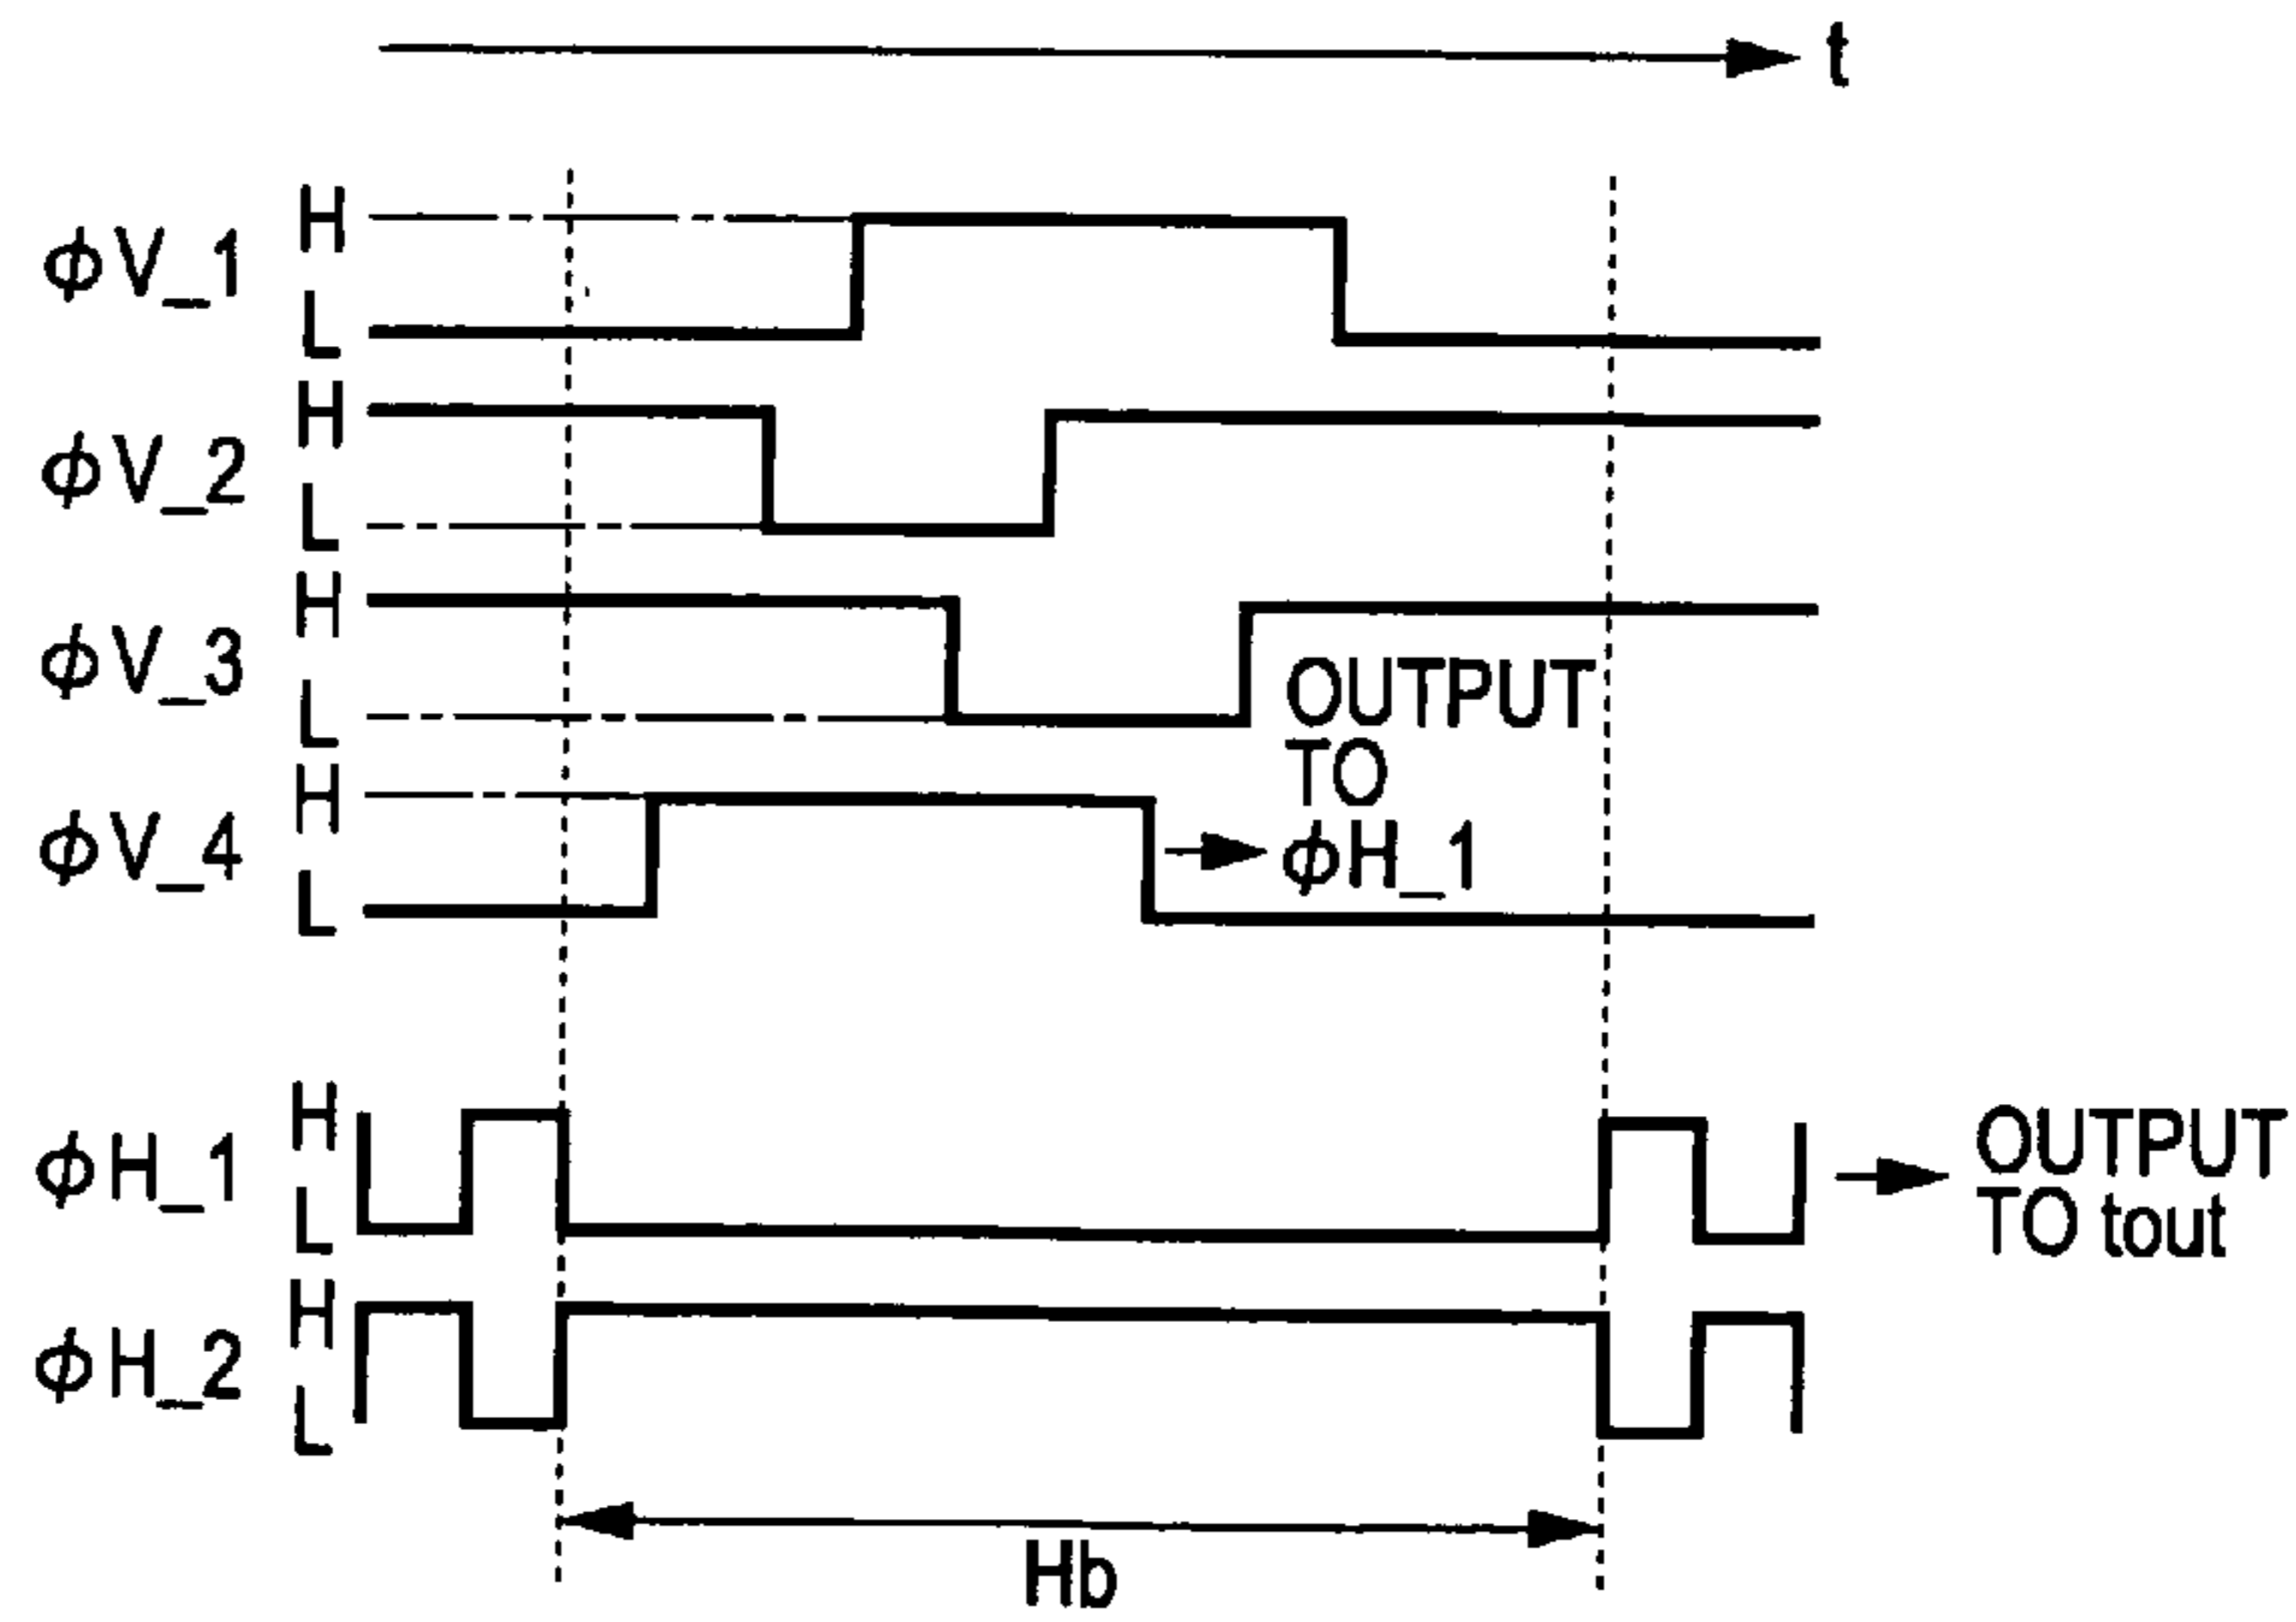 t
H
ϕV_1
L
H
ϕV_2
L
H
ϕV_3
L
OUTPUT
TO
ϕH_1
H
ϕV_4
L
H
ϕH_1
L
OUTPUT
TO tout
H
ϕH_2
L
Hb